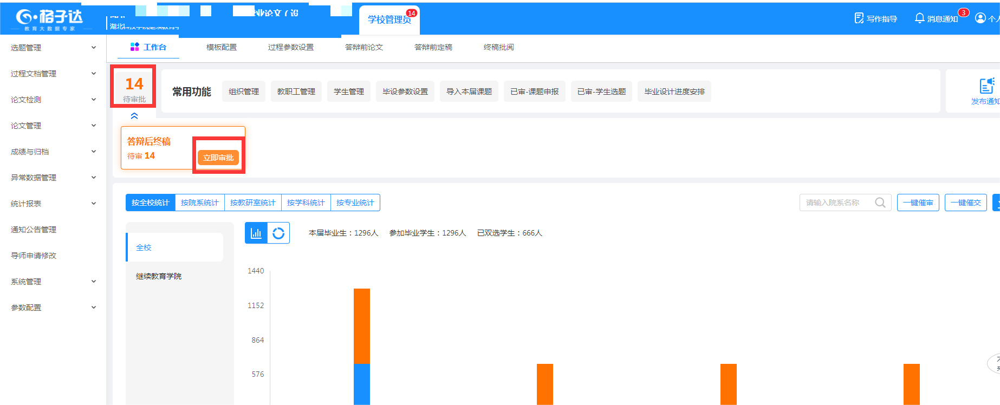 格子达
教育大数据专家
业论文（设
学校管理员
14
写作指导
消息通知
3
个人
选题管理
过程文档管理
论文检测
论文管理
成绩与归档
异常数据管理
统计报表
通知公告管理
导师申请修改
系统管理
参数配置
工作台
模板配置
过程参数设置
答辩前论文
答辩前定稿
终稿批阅
14
待审批
常用功能
组织管理
教职工管理
学生管理
毕设参数设置
导入本届课题
已审-课题申报
已审-学生选题
毕业设计进度安排
发布通知
答辩后终稿
待审 14
立即审批
按全校统计
按院系统计
按教研室统计
按学科统计
按专业统计
请输入院系名称
一键催审
一键催交
全校
继续教育学院
本届毕业生：1296人
参加毕业学生：1296人
已双选学生：666人
1440
1152
864
576